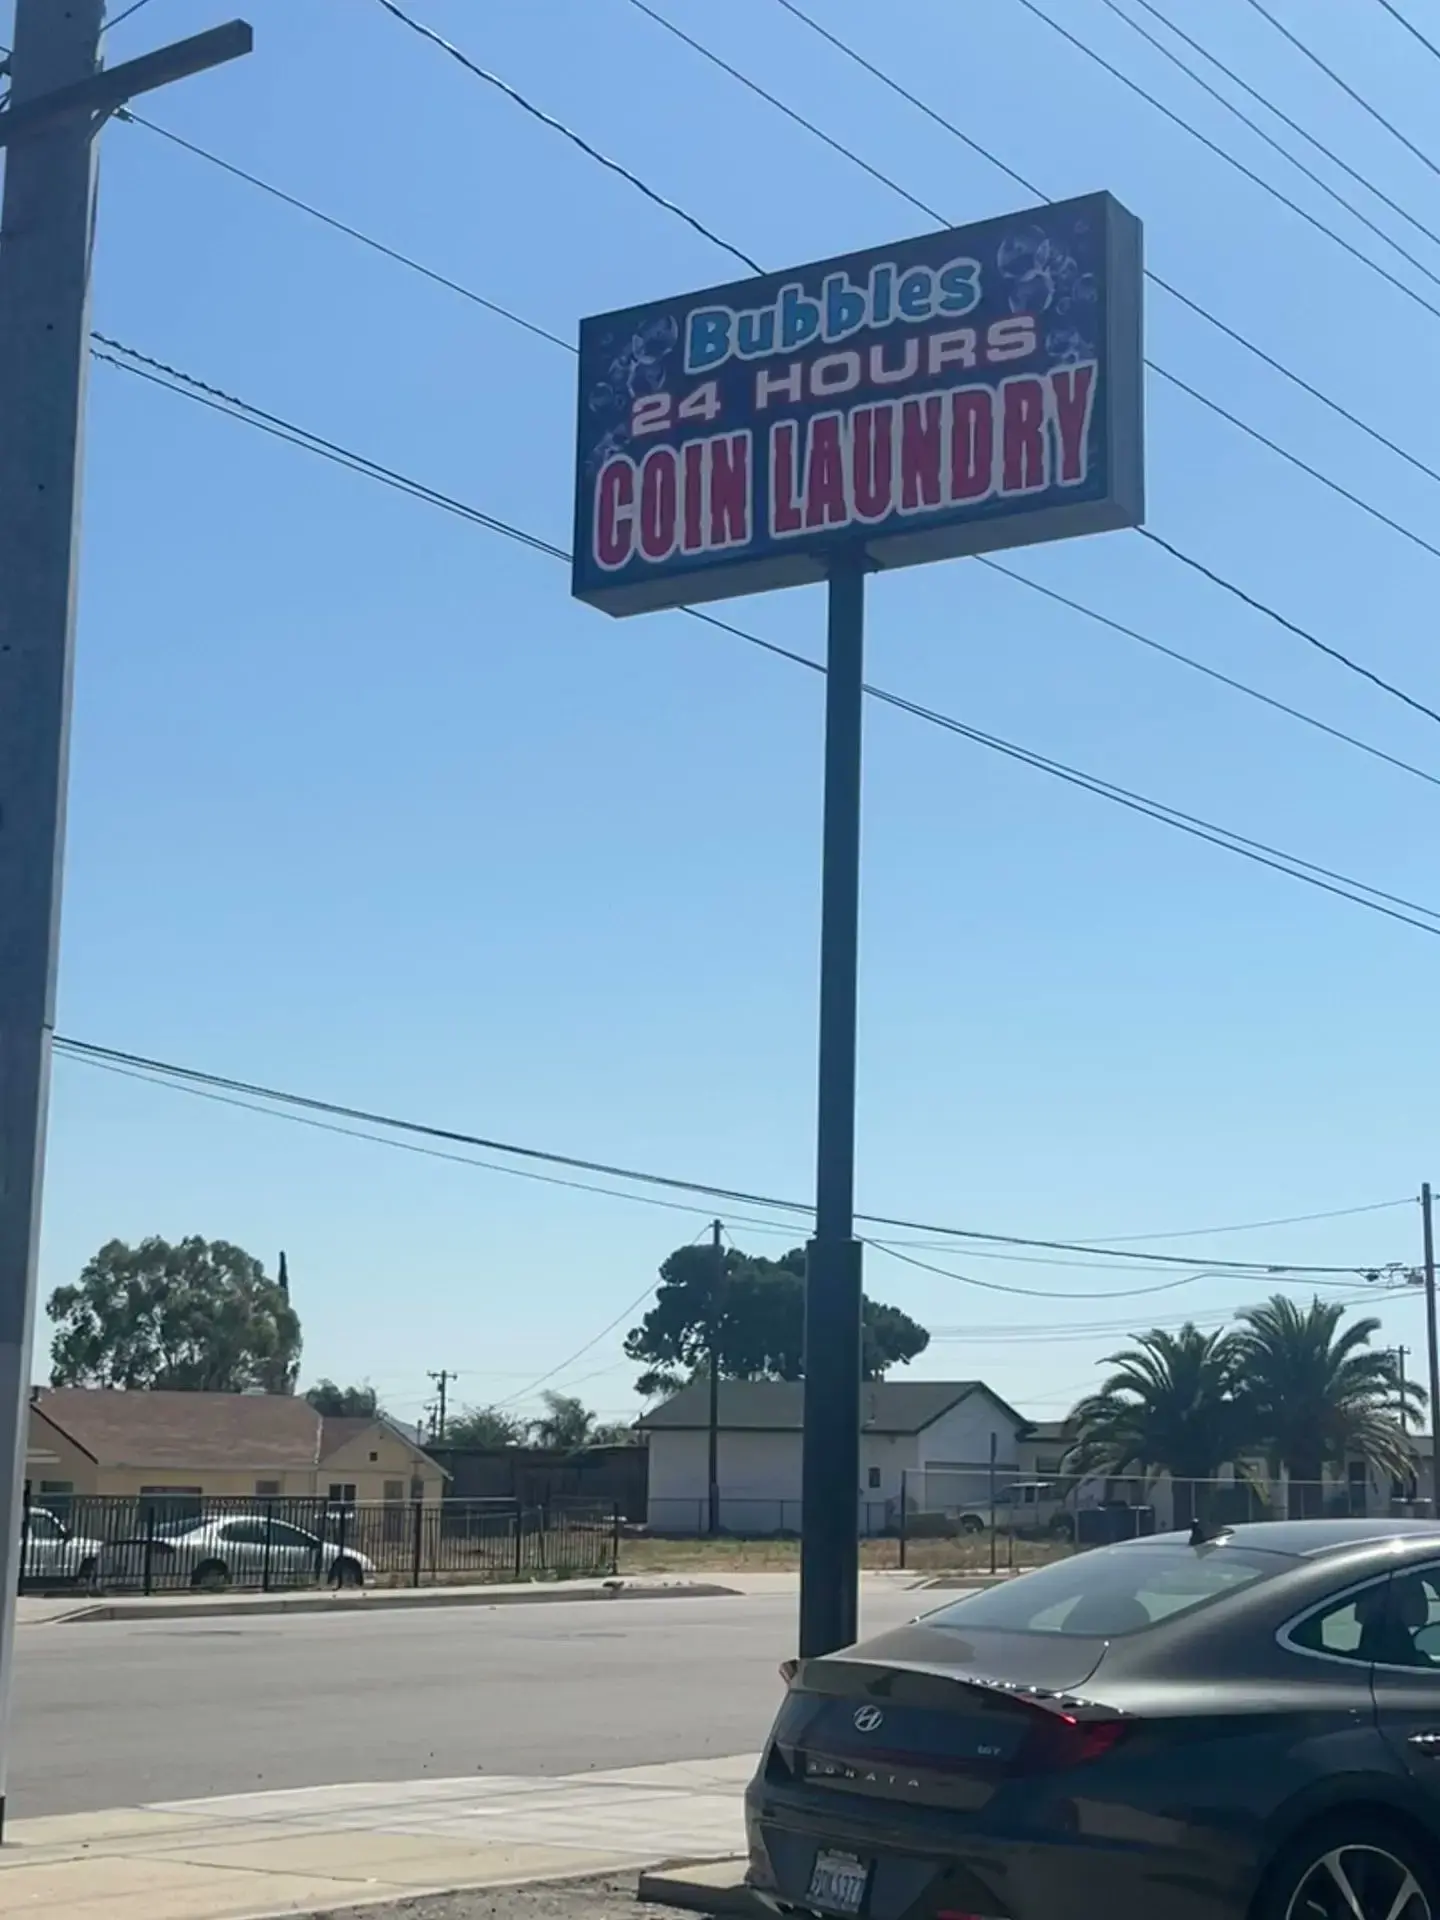 Bubbles
24 HOURS
COIN LAUNDRY
SONATA